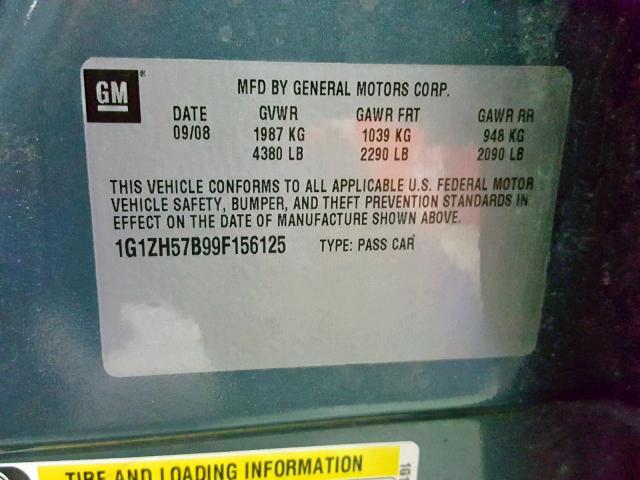 GM
MFD BY GENERAL MOTORS CORP.
DATE GVWR GAWR FRT GAWR RR
09/08 1987 KG 1039 KG 948 KG
4380 LB 2290 LB 2090 LB
THIS VEHICLE CONFORMS TO ALL APPLICABLE U.S. FEDERAL MOTOR
VEHICLE SAFETY, BUMPER, AND THEFT PREVENTION STANDARDS IN
EFFECT ON THE DATE OF MANUFACTURE SHOWN ABOVE.
1G1ZH57B99F156125 TYPE: PASS CAR
TIRE AND LOADING INFORMATION